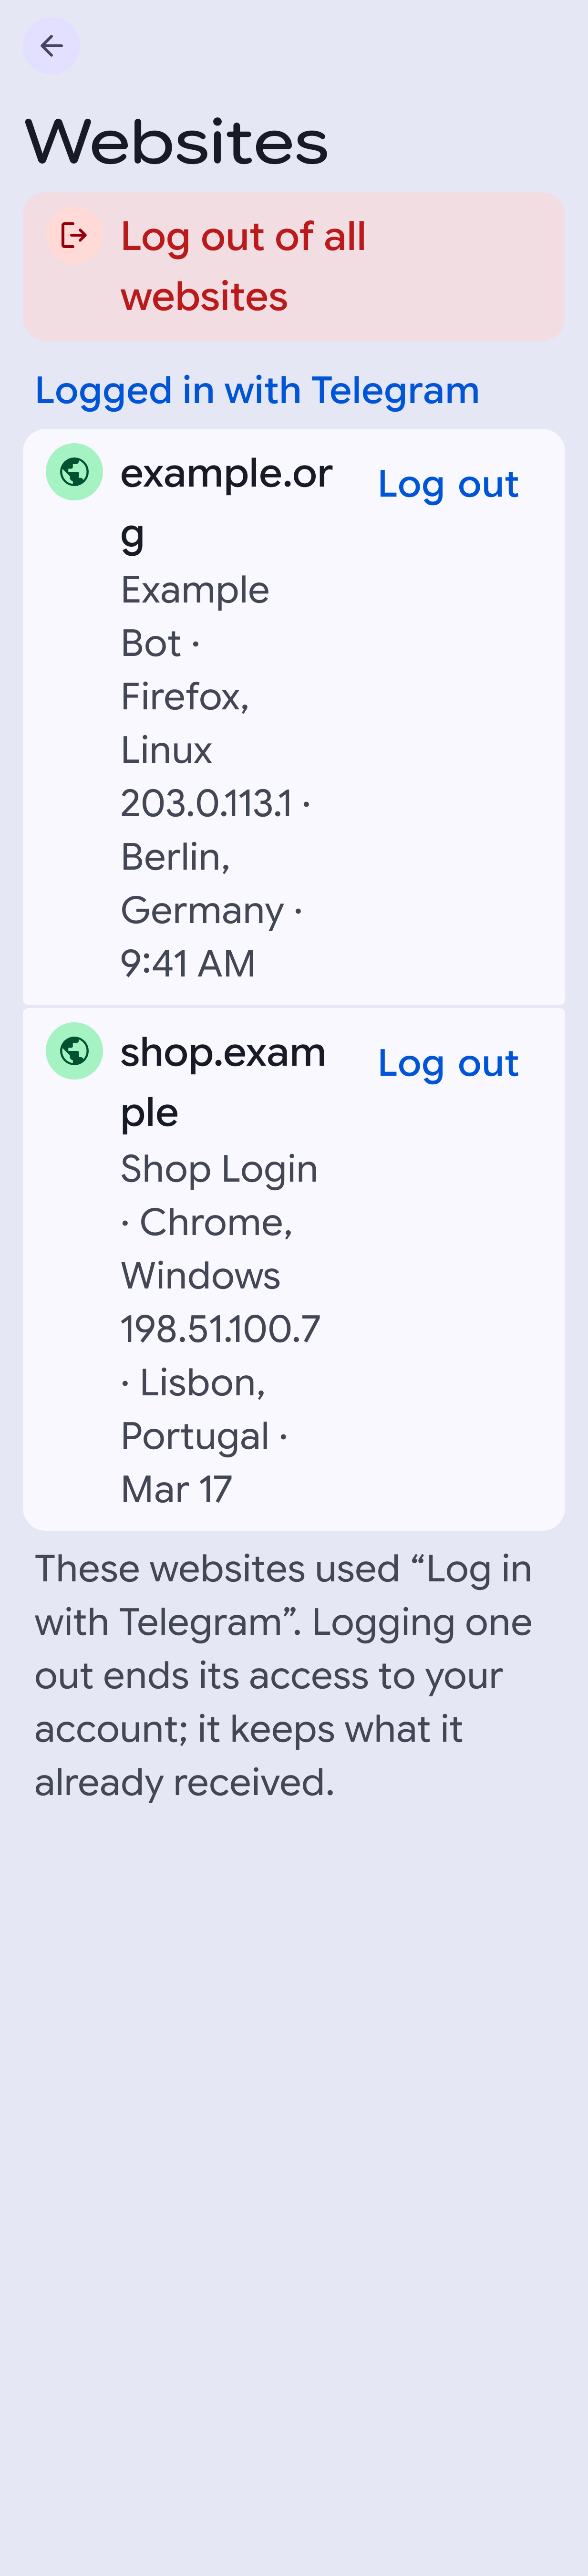 Websites
Log out of all
websites
Logged in with Telegram
example.or
g
Log out
Example
Bot ·
Firefox,
Linux
203.0.113.1 ·
Berlin,
Germany ·
9:41 AM
shop.exam
ple
Log out
Shop Login
· Chrome,
Windows
198.51.100.7
· Lisbon,
Portugal ·
Mar 17
These websites used “Log in
with Telegram”. Logging one
out ends its access to your
account; it keeps what it
already received.